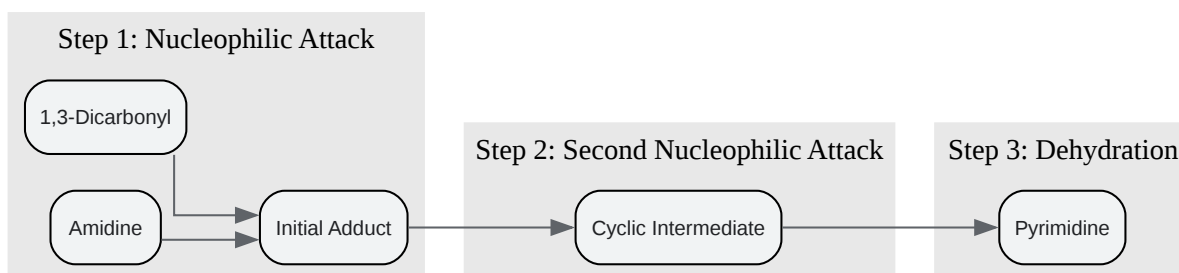 Step 1: Nucleophilic Attack
1,3-Dicarbonyl
Amidine
Initial Adduct
Step 2: Second Nucleophilic Attack
Cyclic Intermediate
Step 3: Dehydration
Pyrimidine